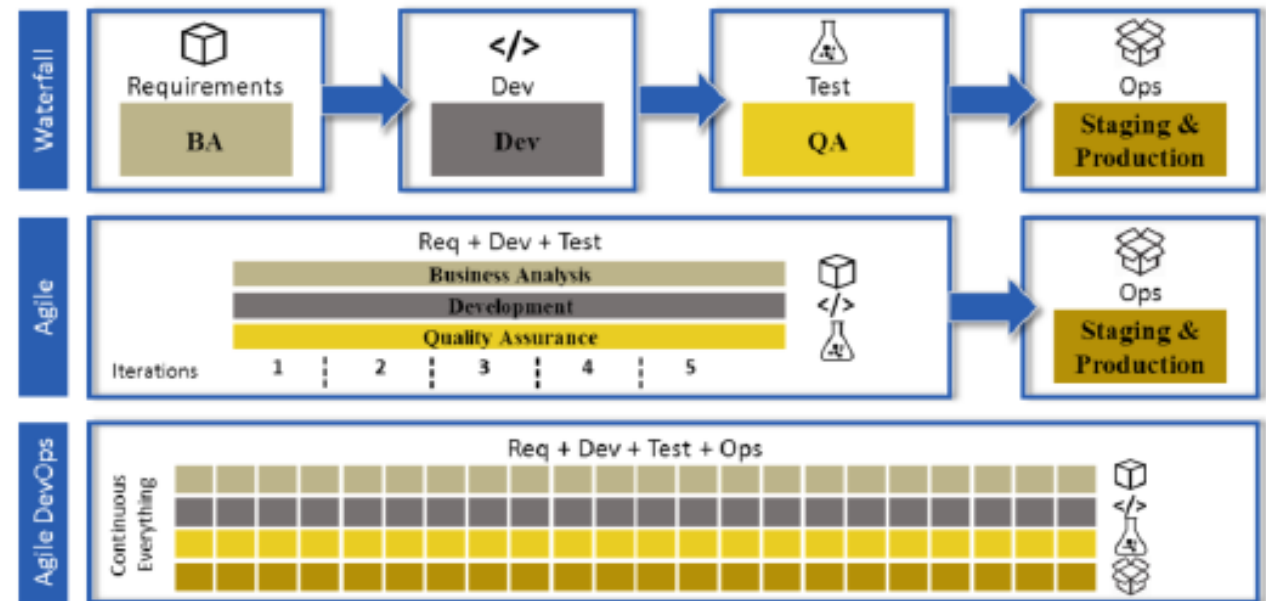 Waterfall
Requirements
BA
</>
Dev
Dev
Test
QA
Ops
Staging &
Production
Agile
Req + Dev + Test
Business Analysis
Development
Quality Assurance
</>
Iterations 1 2 3 4 5
Ops
Staging &
Production
Agile DevOps
Req + Dev + Test + Ops
Continuous
Everything
</>